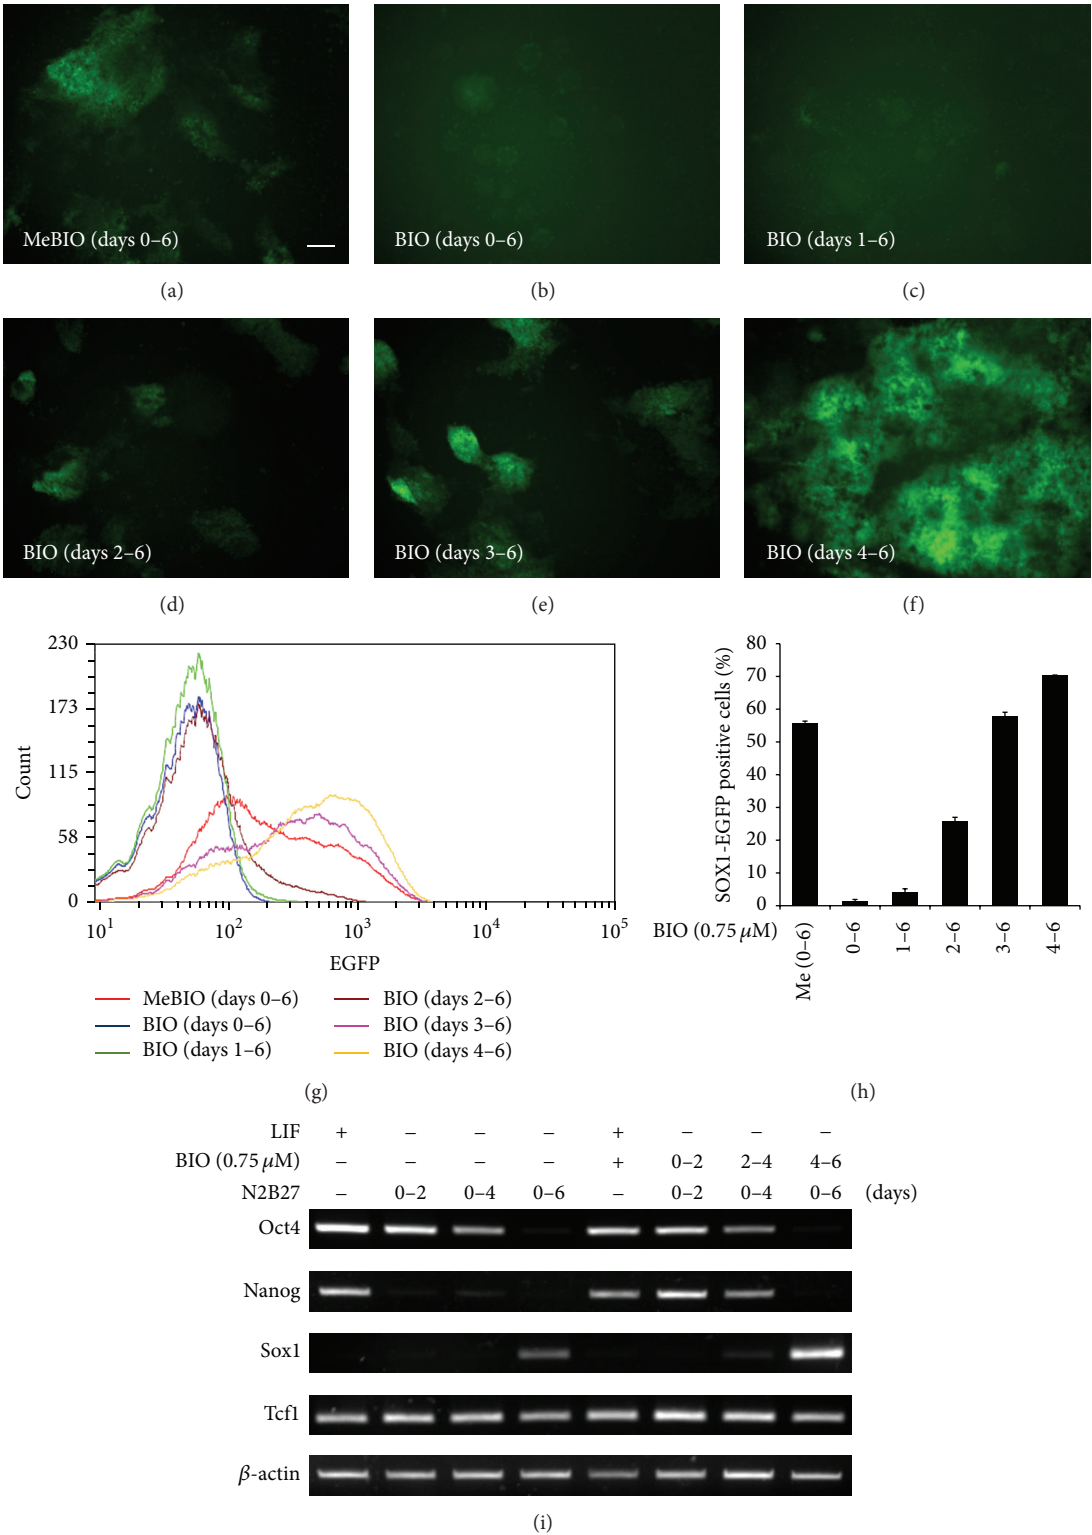 MeBIO (days 0–6)
BIO (days 0–6)
BIO (days 1–6)
(a)
(b)
(c)
BIO (days 2–6)
BIO (days 3–6)
BIO (days 4–6)
(d)
(e)
(f)
230
173
115
58
0
Count
10¹ 10² 10³ 10⁴ 10⁵
EGFP
MeBIO (days 0–6)
BIO (days 0–6)
BIO (days 1–6)
BIO (days 2–6)
BIO (days 3–6)
BIO (days 4–6)
(g)
80
70
60
50
40
30
20
10
0
SOX1-EGFP positive cells (%)
BIO (0.75 μM)
Me (0–6)
0–6
1–6
2–6
3–6
4–6
(h)
LIF + – – – + – – –
BIO (0.75 μM) – – – – + 0–2 2–4 4–6
N2B27 – 0–2 0–4 0–6 – 0–2 0–4 0–6 (days)
Oct4
Nanog
Sox1
Tcf1
β-actin
(i)